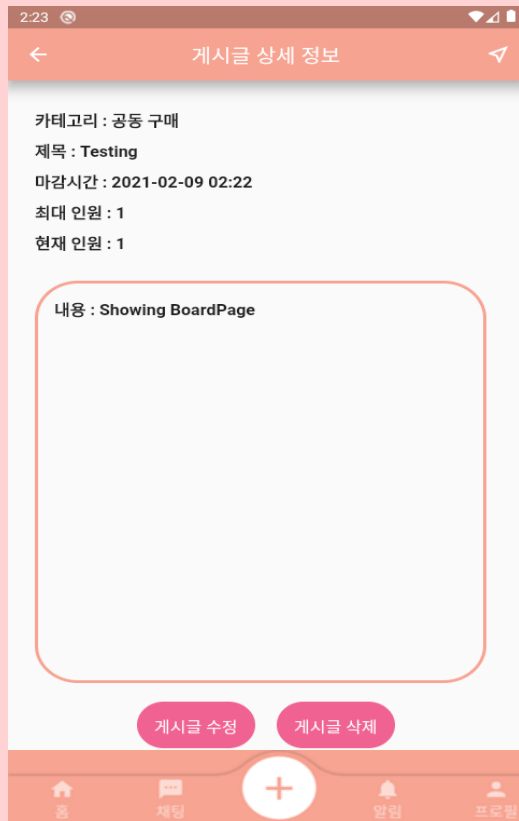 2:23
게시글 상세 정보
카테고리 : 공동 구매
제목 : Testing
마감시간 : 2021-02-09 02:22
최대 인원 : 1
현재 인원 : 1
내용 : Showing BoardPage
게시글 수정 게시글 삭제
홈 채팅 알림 프로필